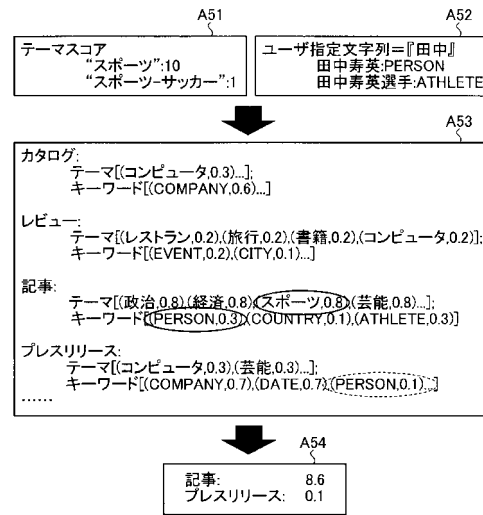 A51
A52
テーマスコア
“スポーツ”:10
“スポーツ-サッカー”:1
ユーザ指定文字列=『田中』
田中寿英:PERSON
田中寿英選手:ATHLETE
A53
カタログ:
テーマ[(コンピュータ,0.3)...];
キーワード[(COMPANY,0.6)...]
レビュー:
テーマ[(レストラン,0.2),(旅行,0.2),(書籍,0.2),(コンピュータ,0.2)];
キーワード[(EVENT,0.2),(CITY,0.1)...]
記事:
テーマ[(政治,0.8),(経済,0.8),(スポーツ,0.8),(芸能,0.8)...];
キーワード[(PERSON,0.3),(COUNTRY,0.1),(ATHLETE,0.3)]
プレスリリース:
テーマ[(コンピュータ,0.3),(芸能,0.3)...];
キーワード[(COMPANY,0.7),(DATE,0.7),(PERSON,0.1)...]
......
A54
記事: 8.6
プレスリリース: 0.1